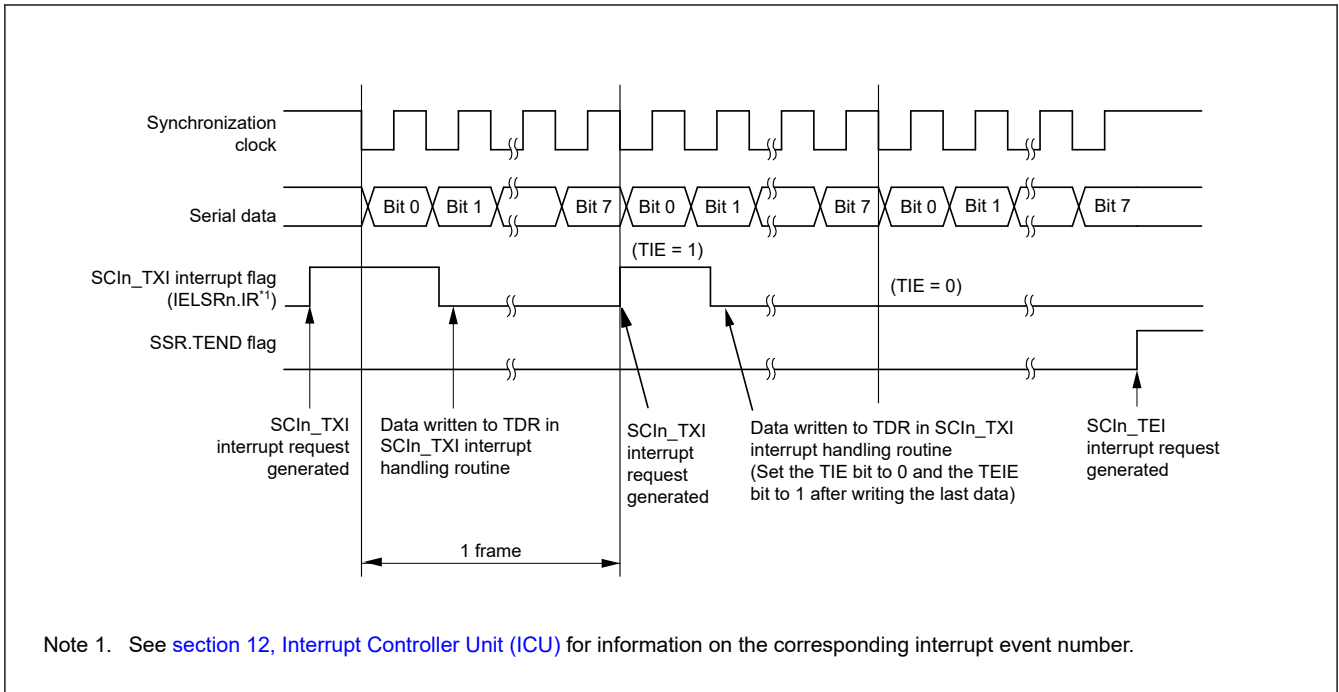 Synchronization
clock
Serial data
Bit 0 Bit 1 Bit 7 Bit 0 Bit 1 Bit 7 Bit 0 Bit 1 Bit 7
(TIE = 1)
SCIn_TXI interrupt flag
(IELSRn.IR*1)
(TIE = 0)
SSR.TEND flag
SCIn_TXI
interrupt request
generated
Data written to TDR in
SCIn_TXI interrupt
handling routine
SCIn_TXI
interrupt
request
generated
Data written to TDR in SCIn_TXI
interrupt handling routine
(Set the TIE bit to 0 and the TEIE
bit to 1 after writing the last data)
SCIn_TEI
interrupt request
generated
1 frame
Note 1. See section 12, Interrupt Controller Unit (ICU) for information on the corresponding interrupt event number.